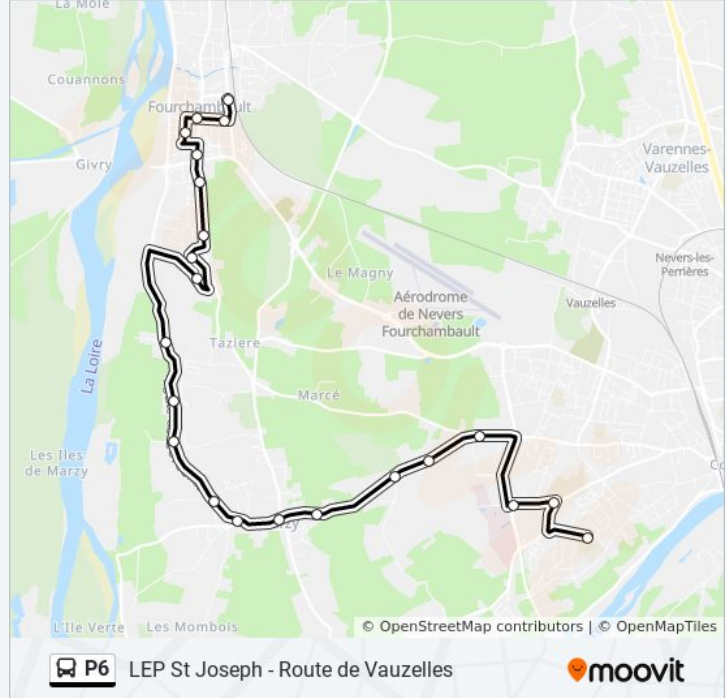 La Môle
Couannons
Fourchambault
Givry
Varennes-
Vauzelles
Nevers-les-
Perrières
Le Magny
Aérodrome
de Nevers
Fourchambault
Vauzelles
La Loire
Taziere
Marcé
Les Iles
de Marzy
L'Ile Verte
Les Mombois
© OpenStreetMap contributors | © OpenMapTiles
P6
LEP St Joseph - Route de Vauzelles
moovit